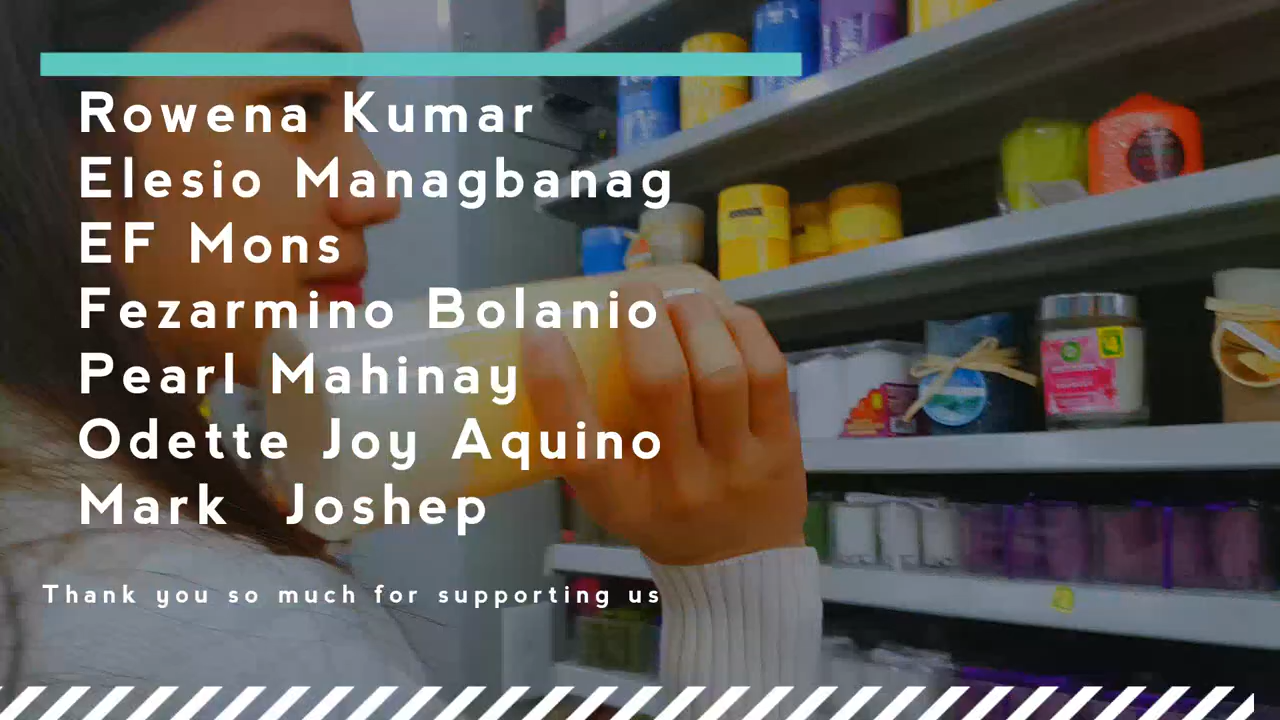 Rowena Kumar
Elesio Managbanag
EF Mons
Fezarmino Bolanio
Pearl Mahinay
Odette Joy Aquino
Mark Joshep
Thank you so much for supporting us